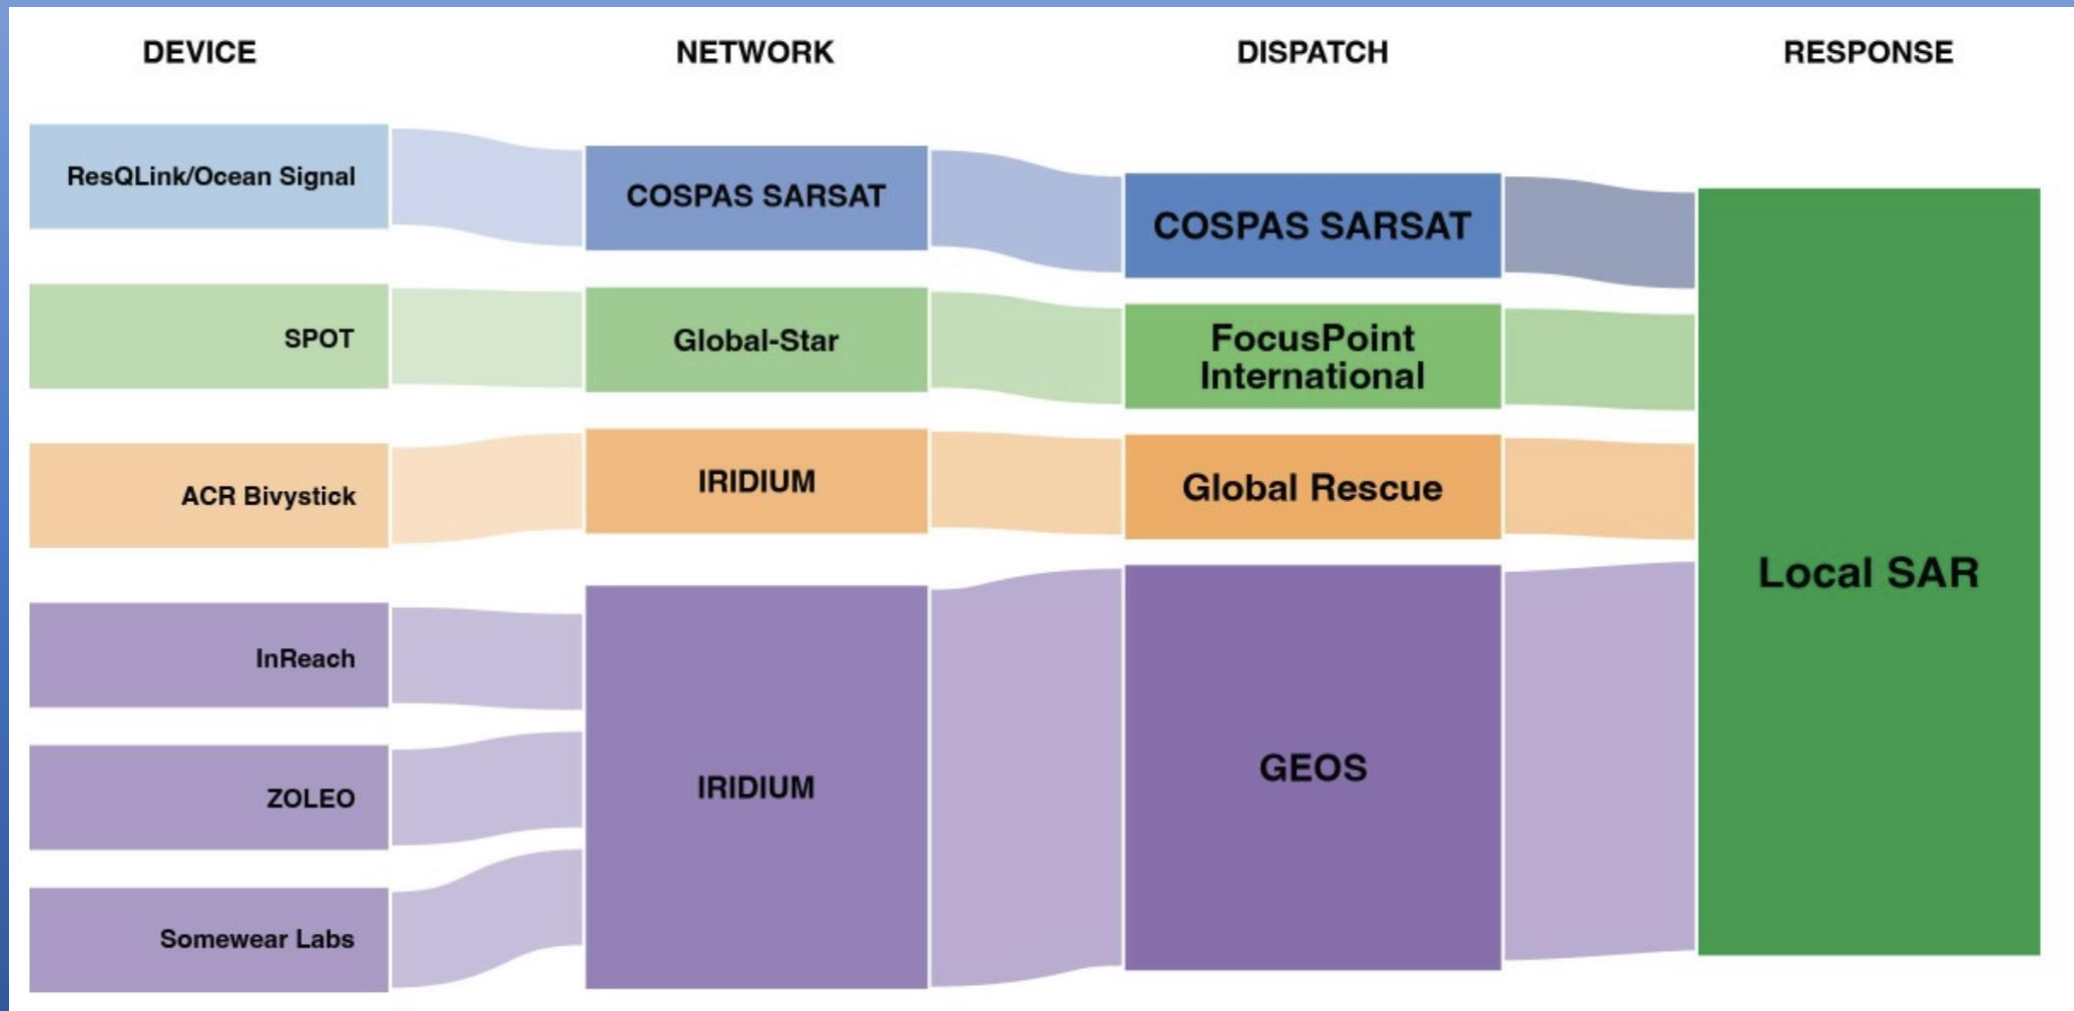 DEVICE
NETWORK
DISPATCH
RESPONSE
ResQLink/Ocean Signal
COSPAS SARSAT
COSPAS SARSAT
SPOT
Global-Star
FocusPoint
International
ACR Bivystick
IRIDIUM
Global Rescue
Local SAR
InReach
ZOLEO
Somewear Labs
IRIDIUM
GEOS